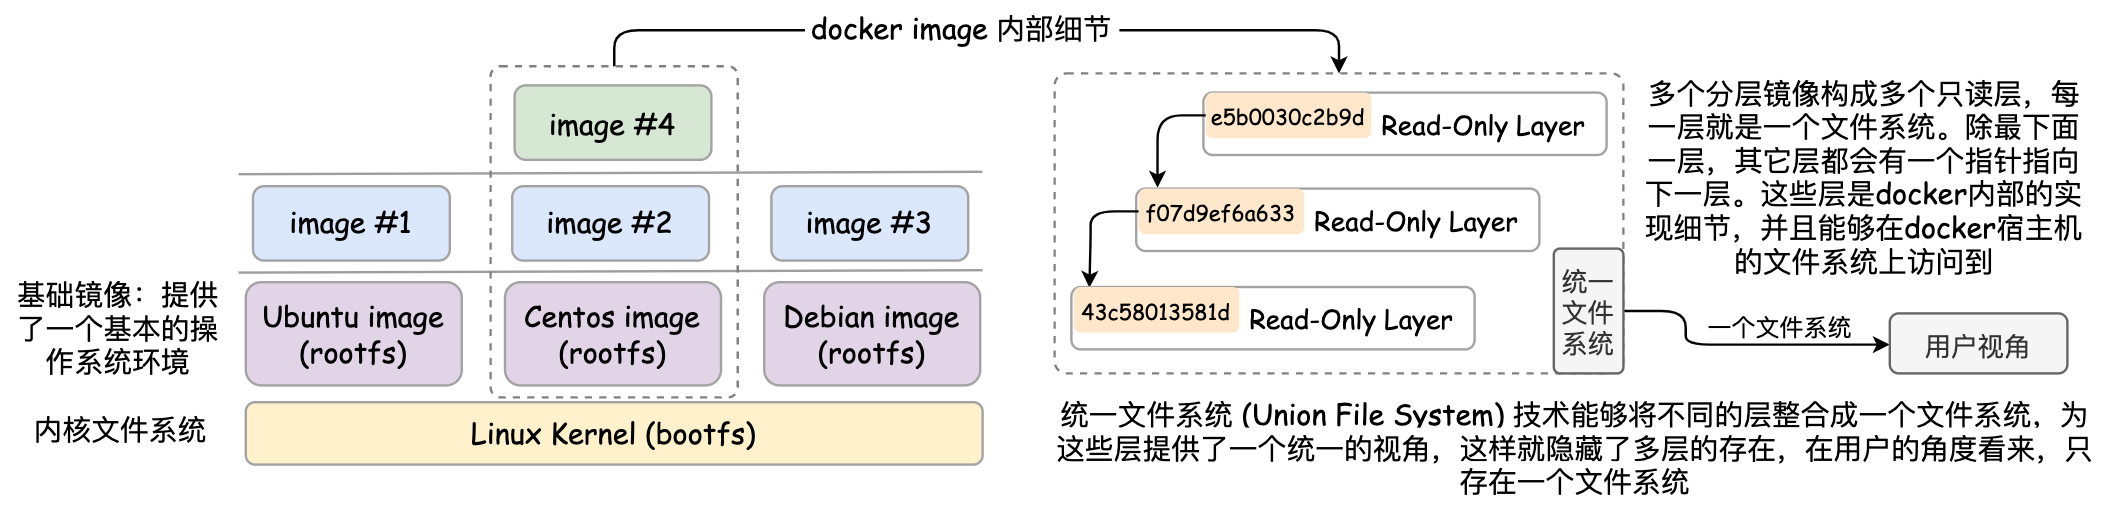 docker image 内部细节
image #4
image #1
image #2
image #3
基础镜像：提供
了一个基本的操
作系统环境
Ubuntu image
(rootfs)
Centos image
(rootfs)
Debian image
(rootfs)
内核文件系统
Linux Kernel (bootfs)
e5b0030c2b9d
Read-Only Layer
f07d9ef6a633
Read-Only Layer
43c58013581d
Read-Only Layer
统一
文件
系统
多个分层镜像构成多个只读层，每
一层就是一个文件系统。除最下面
一层，其它层都会有一个指针指向
下一层。这些层是docker内部的实
现细节，并且能够在docker宿主机
的文件系统上访问到
一个文件系统
用户视角
统一文件系统 (Union File System) 技术能够将不同的层整合成一个文件系统，为
这些层提供了一个统一的视角，这样就隐藏了多层的存在，在用户的角度看来，只
存在一个文件系统